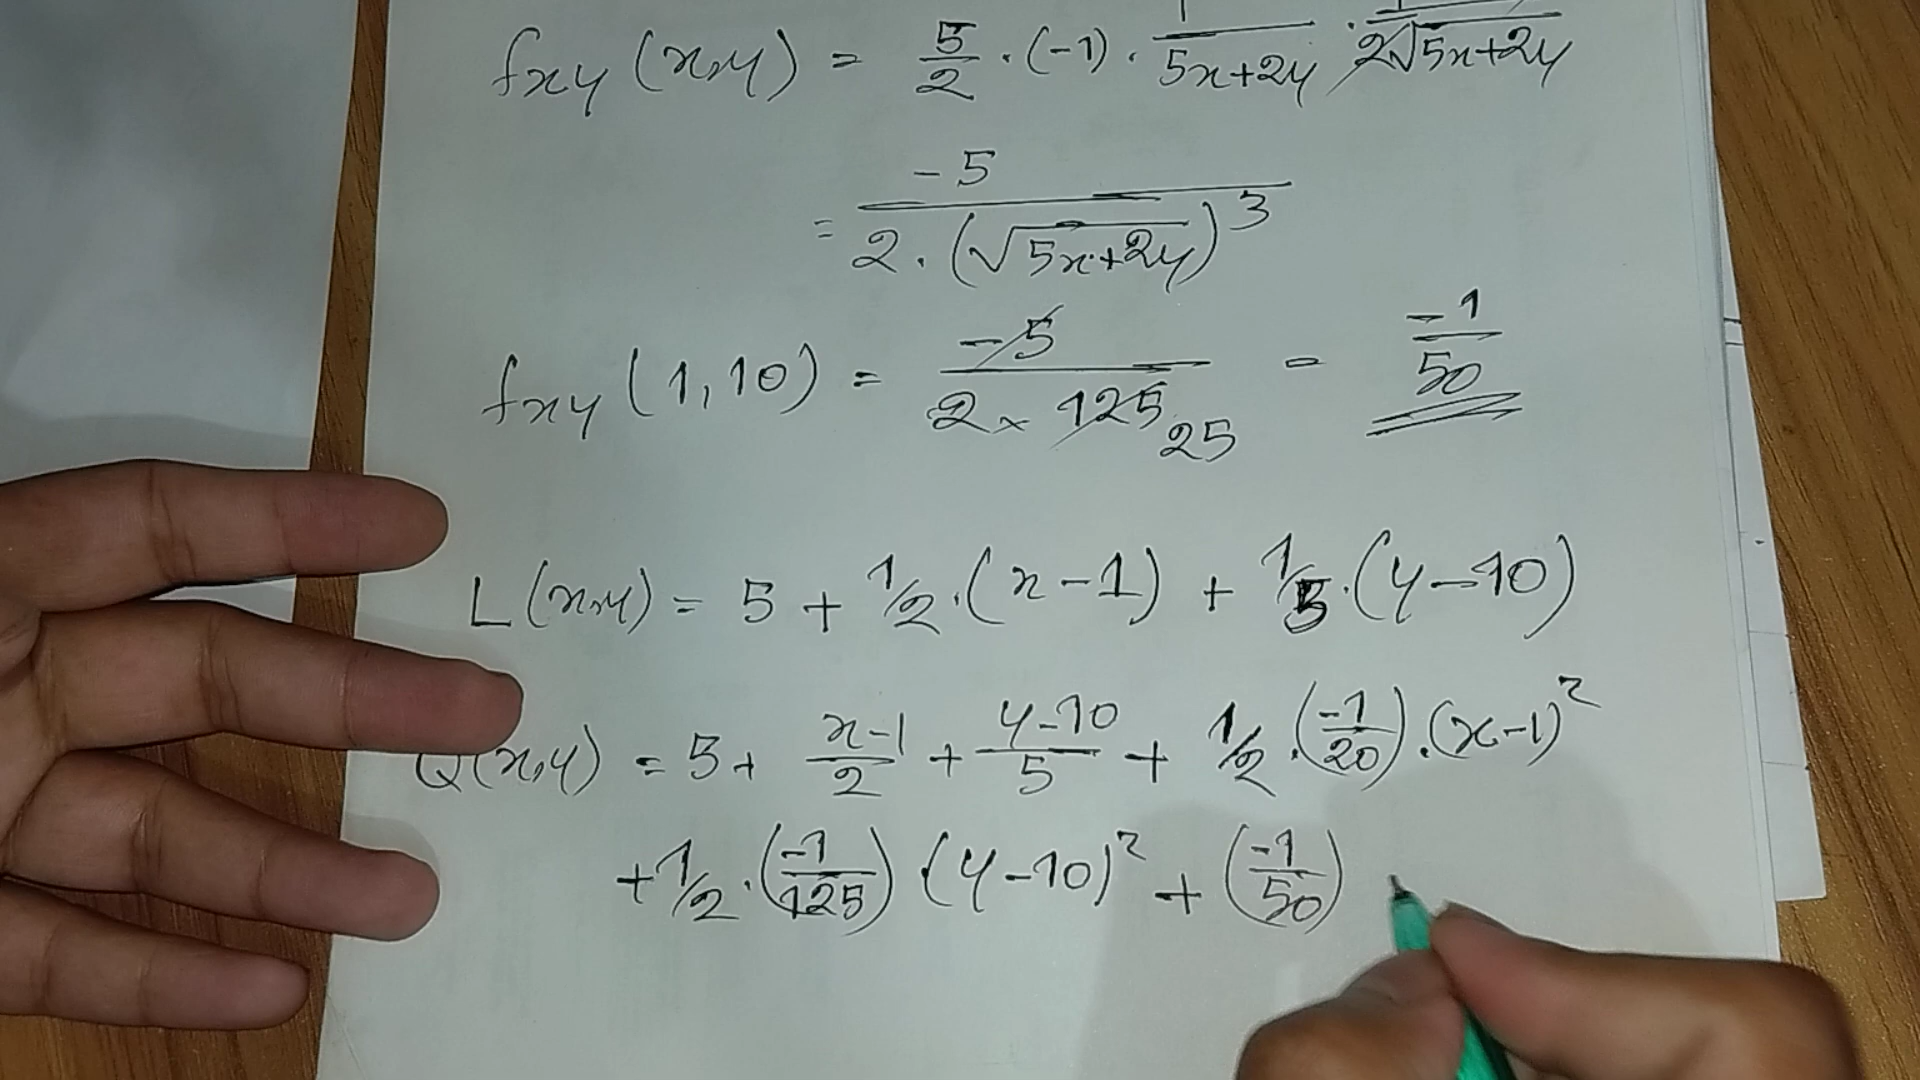 fxy (x,y) = 5/2 · (-1) · 1/(5x+2y) · 1/(2√(5x+2y))
= -5/(2 · (√(5x+2y))^3)
fxy (1,10) = -5/(2 × 125) 25 = -1/50
L(x,y) = 5 + 1/2 · (x-1) + 1/5 · (y-10)
Q(x,y) = 5 + (x-1)/2 + (y-10)/5 + 1/2 · (-1/20) · (x-1)^2
+ 1/2 · (-1/125) · (y-10)^2 + (-1/50)